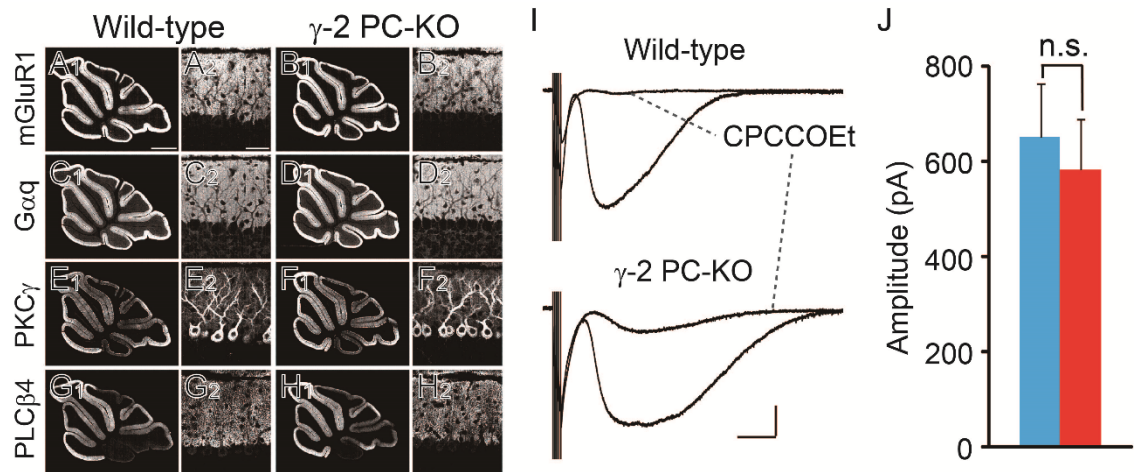 Wild-type γ-2 PC-KO
mGluR1
A1 A2 B1 B2
Gαq
C1 C2 D1 D2
PKCγ
E1 E2 F1 F2
PLCβ4
G1 G2 H1 H2
I
Wild-type
CPCCOEt
γ-2 PC-KO
J
n.s.
Amplitude (pA)
800
600
400
200
0